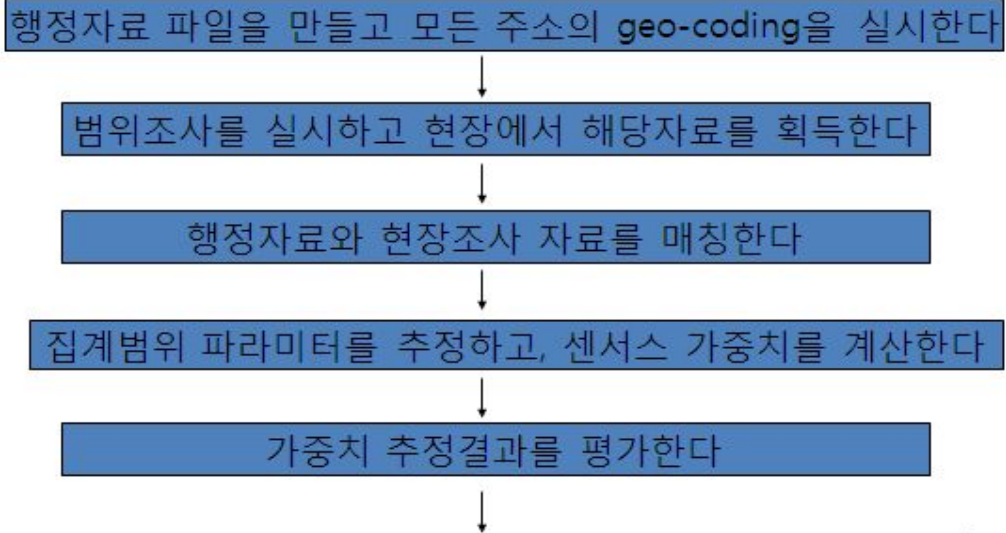 행정자료 파일을 만들고 모든 주소의 geo-coding을 실시한다
범위조사를 실시하고 현장에서 해당자료를 획득한다
행정자료와 현장조사 자료를 매칭한다
집계범위 파라미터를 추정하고, 센서스 가중치를 계산한다
가중치 추정결과를 평가한다